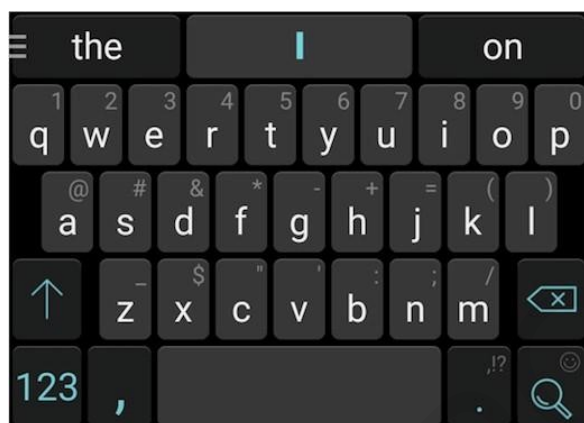 the I on
1 2 3 4 5 6 7 8 9 0
q w e r t y u i o p
@ # & * - + = ( )
a s d f g h j k l
_ $ " ' : ; /
z x c v b n m
,!?
123 , .